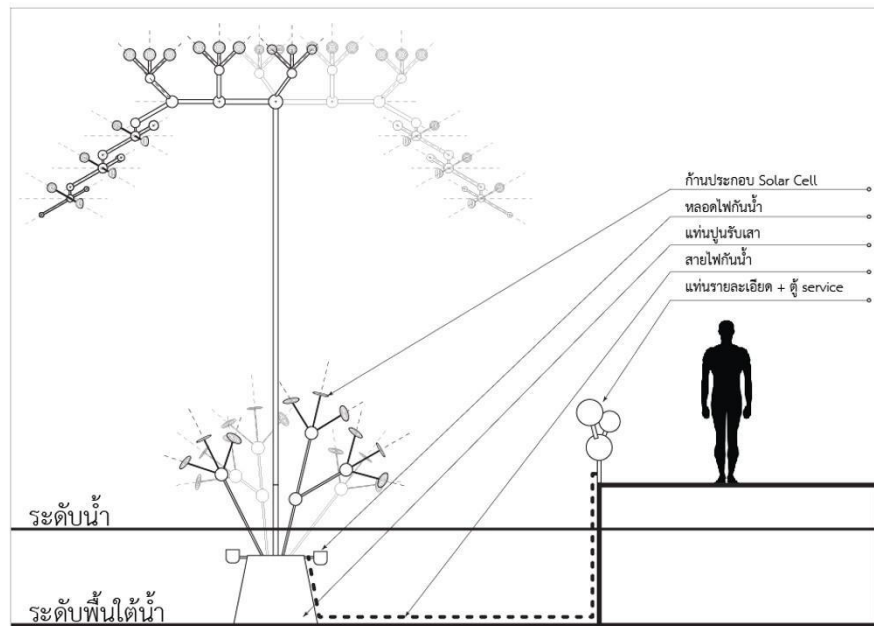 ก้านประกอบ Solar Cell
หลอดไฟกันน้ำ
แท่นปูนรับเสา
สายไฟกันน้ำ
แท่นรายละเอียด + ตู้ service
ระดับน้ำ
ระดับพื้นใต้น้ำ